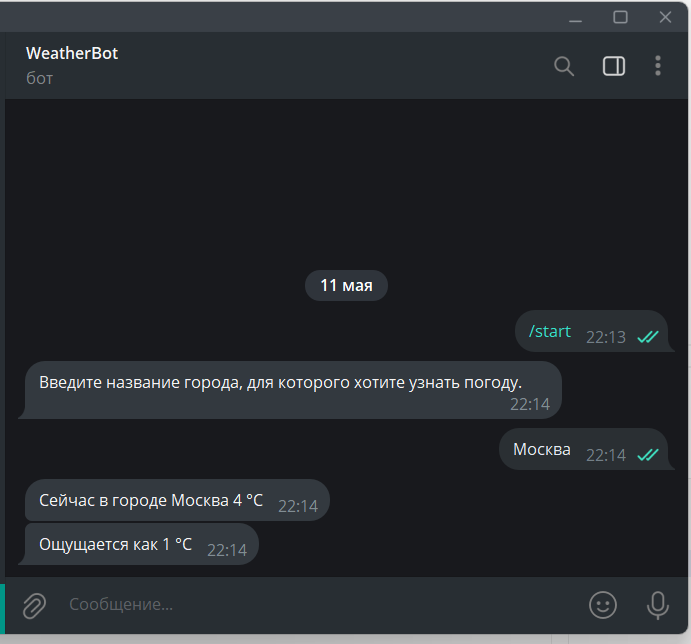 WeatherBot
бот
11 мая
/start 22:13
Введите название города, для которого хотите узнать погоду.
22:14
Москва 22:14
Сейчас в городе Москва 4 °C 22:14
Ощущается как 1 °C 22:14
Сообщение...